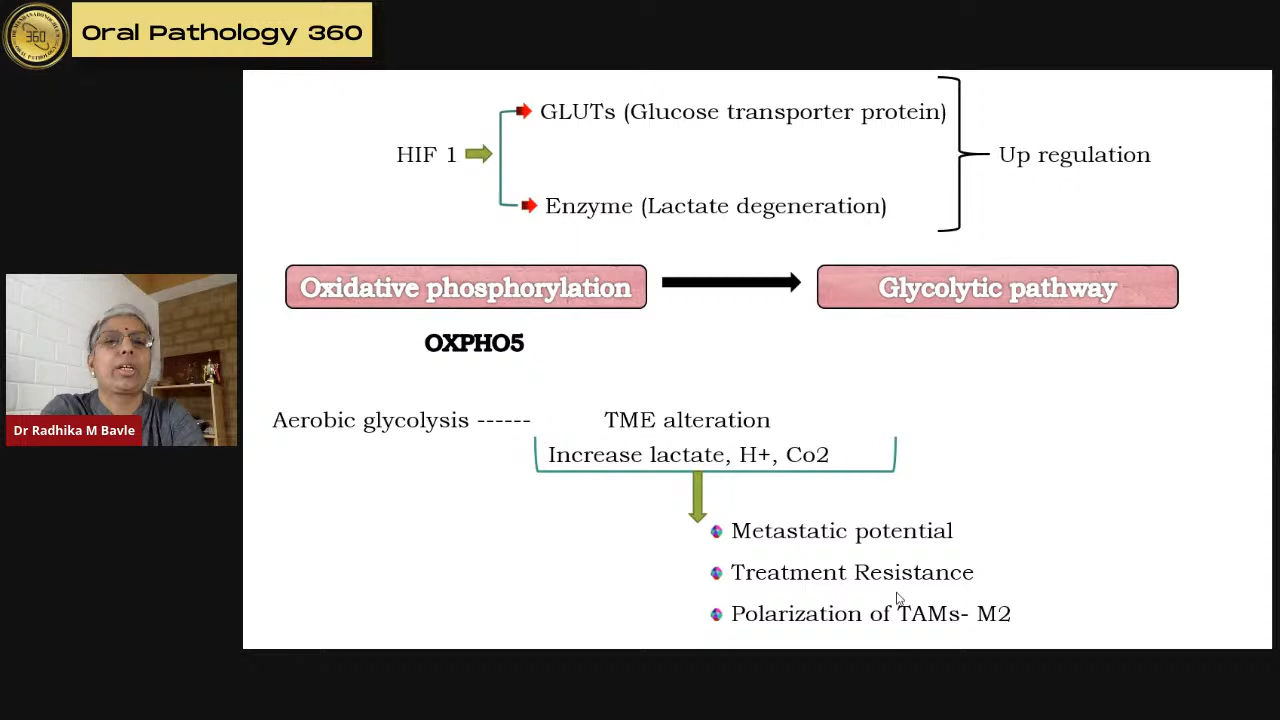 360
Oral Pathology 360
GLUTs (Glucose transporter protein)
HIF 1
Up regulation
Enzyme (Lactate degeneration)
Oxidative phosphorylation
Glycolytic pathway
OXPHO5
Aerobic glycolysis ------
TME alteration
Increase lactate, H+, Co2
Metastatic potential
Treatment Resistance
Polarization of TAMs- M2
Dr Radhika M Bavle